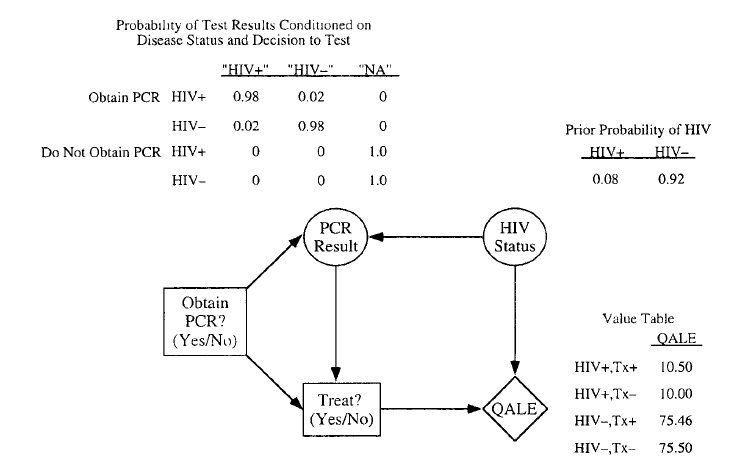 Probability of Test Results Conditioned on
Disease Status and Decision to Test
"HIV+" "HIV–" "NA"
Obtain PCR HIV+ 0.98 0.02 0
HIV– 0.02 0.98 0
Do Not Obtain PCR HIV+ 0 0 1.0
HIV– 0 0 1.0
Prior Probability of HIV
HIV+ HIV–
0.08 0.92
PCR
Result
HIV
Status
Obtain
PCR?
(Yes/No)
Treat?
(Yes/No)
QALE
Value Table
QALE
HIV+,Tx+ 10.50
HIV+,Tx– 10.00
HIV–,Tx+ 75.46
HIV–,Tx– 75.50